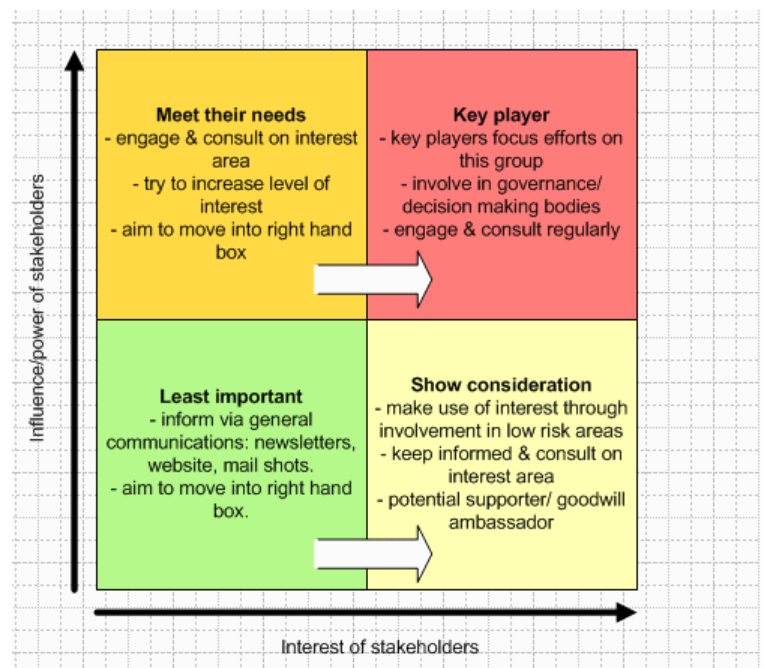 Meet their needs
- engage & consult on interest
area
- try to increase level of
interest
- aim to move into right hand
box
Key player
- key players focus efforts on
this group
- involve in governance/
decision making bodies
- engage & consult regularly
Influence/power of stakeholders
Least important
- inform via general
communications: newsletters,
website, mail shots.
- aim to move into right hand
box.
Show consideration
- make use of interest through
involvement in low risk areas
- keep informed & consult on
interest area
- potential supporter/ goodwill
ambassador
Interest of stakeholders